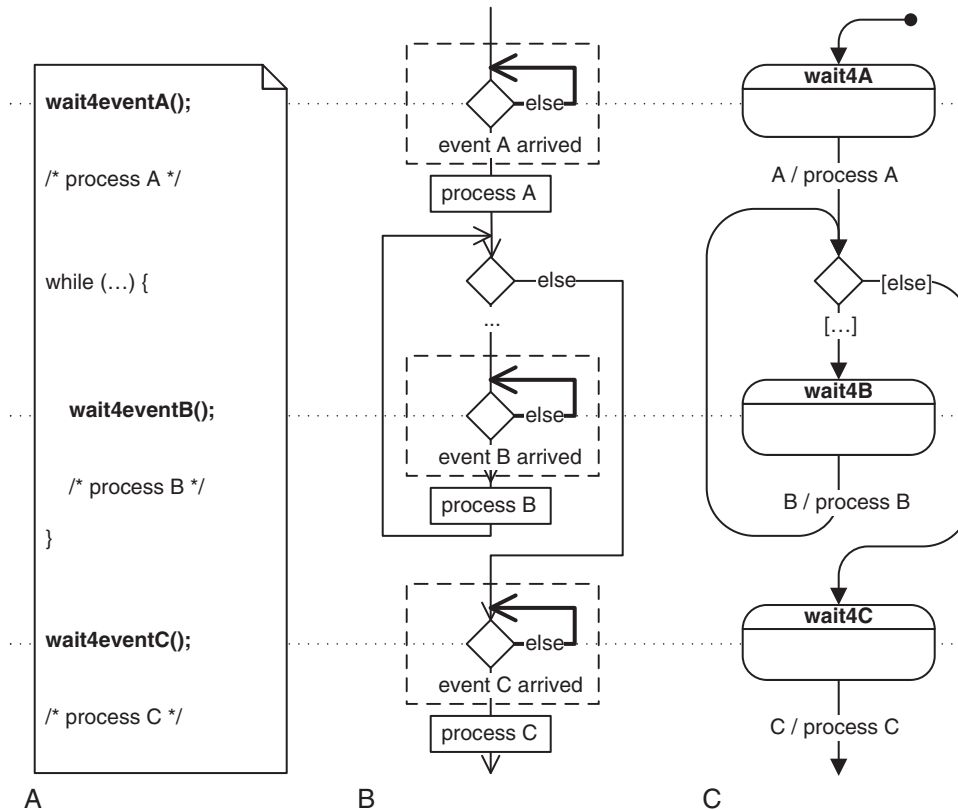 wait4eventA();
/* process A */
while (...) {
wait4eventB();
/* process B */
}
wait4eventC();
/* process C */
A
else
event A arrived
process A
else
...
else
event B arrived
process B
else
event C arrived
process C
B
wait4A
A / process A
[else]
[...]
wait4B
B / process B
wait4C
C / process C
C